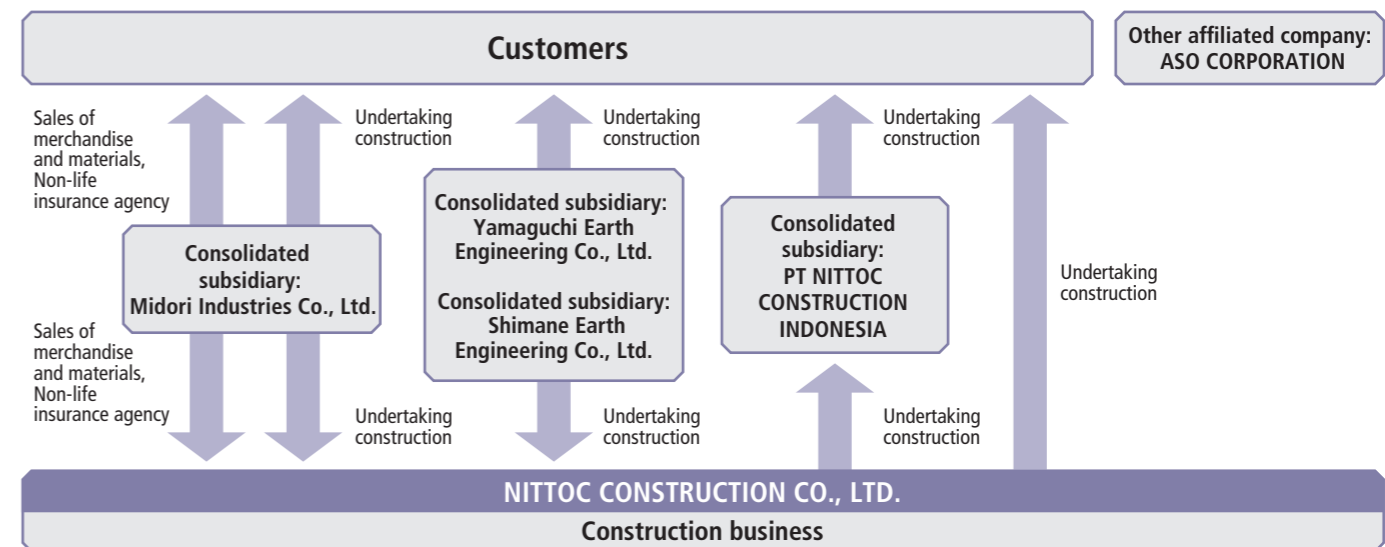 Customers
Other affiliated company:
ASO CORPORATION
Sales of
merchandise
and materials,
Non-life
insurance agency
Undertaking
construction
Undertaking
construction
Undertaking
construction
Consolidated
subsidiary:
Midori Industries Co., Ltd.
Consolidated subsidiary:
Yamaguchi Earth
Engineering Co., Ltd.
Consolidated subsidiary:
Shimane Earth
Engineering Co., Ltd.
Consolidated
subsidiary:
PT NITTOC
CONSTRUCTION
INDONESIA
Undertaking
construction
Sales of
merchandise
and materials,
Non-life
insurance agency
Undertaking
construction
Undertaking
construction
Undertaking
construction
NITTOC CONSTRUCTION CO., LTD.
Construction business